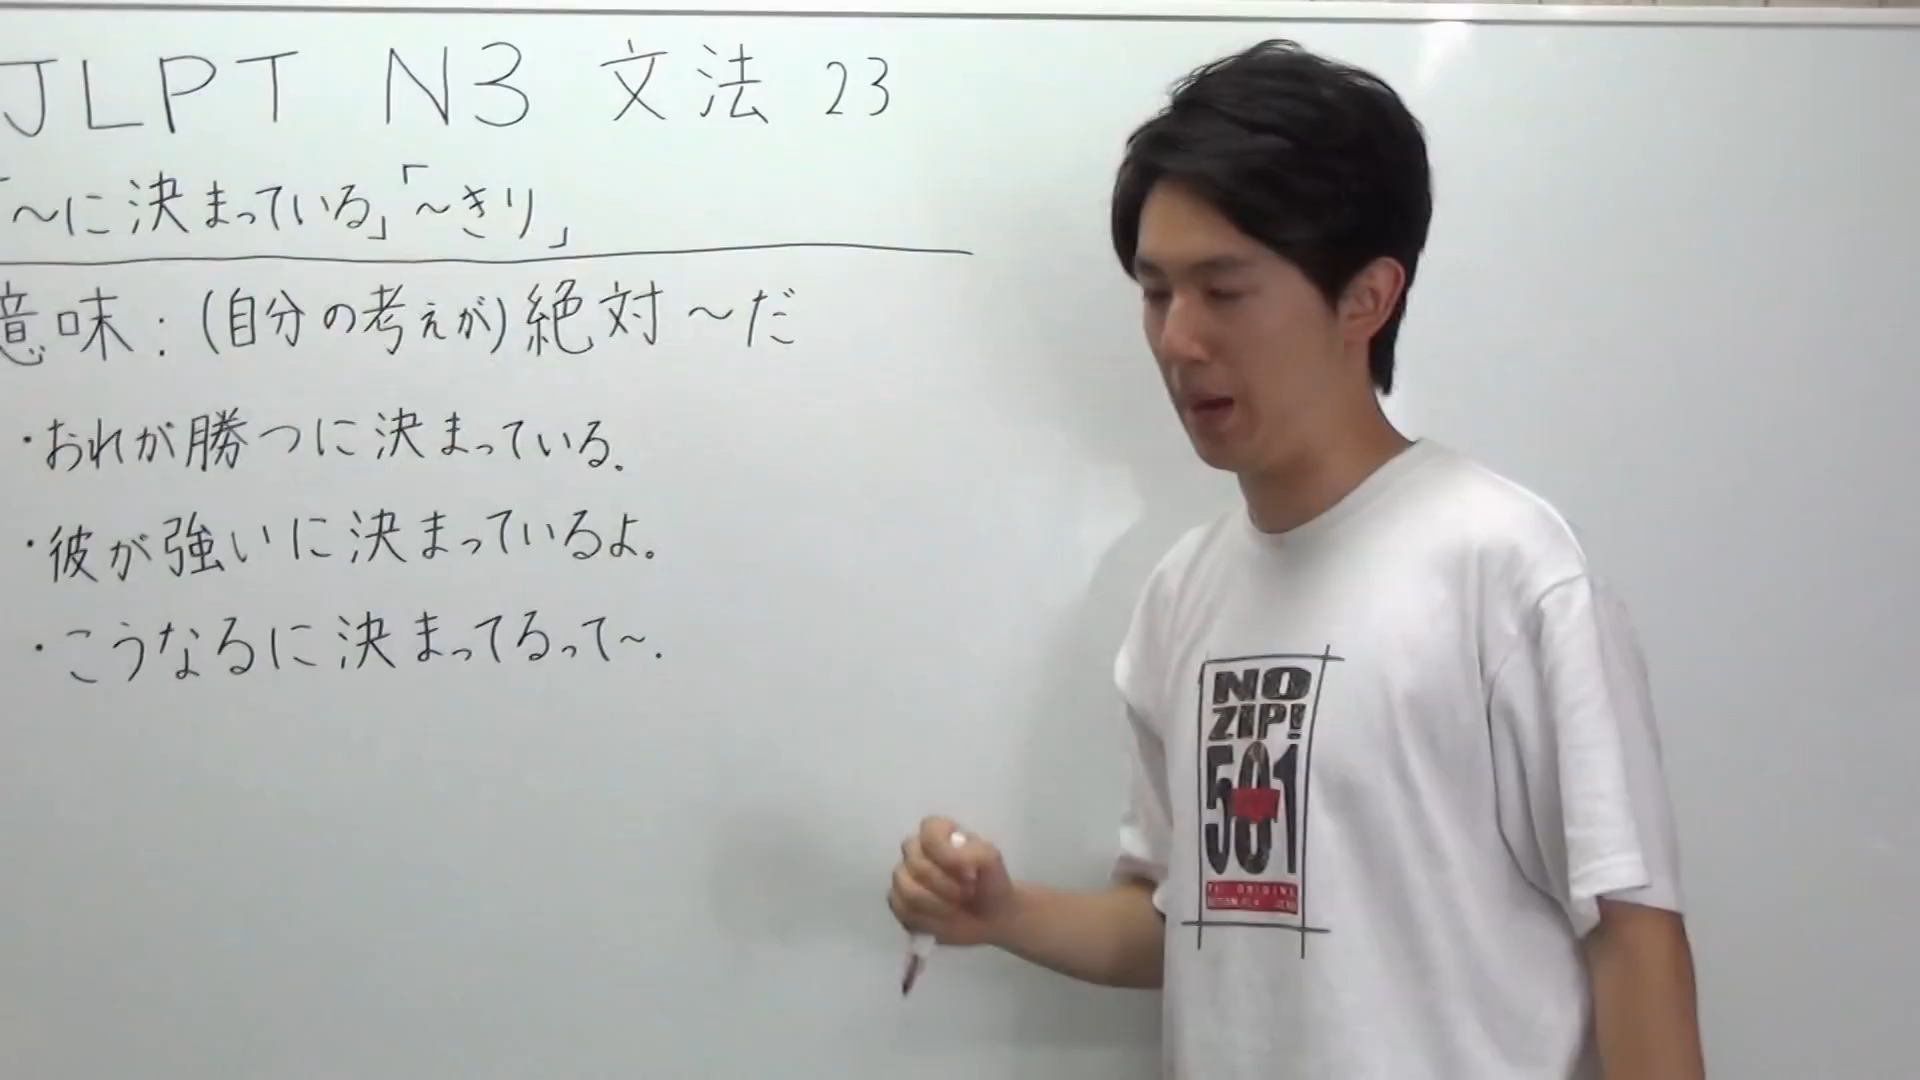 JLPT N3 文法 23
「～に決まっている」「～きり」
意味：(自分の考えが)絶対～だ
・おれが勝つに決まっている.
・彼が強いに決まっているよ。
・こうなるに決まってるって～.
NO
ZIP!
501